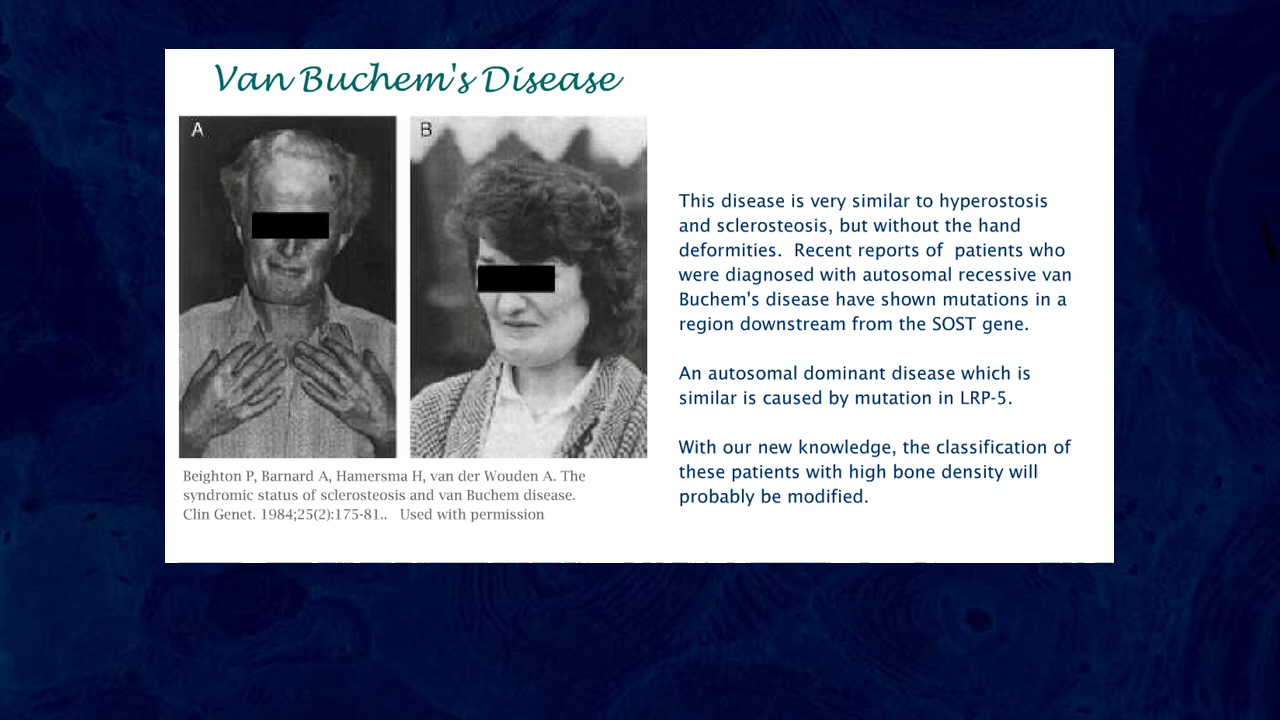 Van Buchem's Disease
A
B
This disease is very similar to hyperostosis
and sclerosteosis, but without the hand
deformities.  Recent reports of  patients who
were diagnosed with autosomal recessive van
Buchem's disease have shown mutations in a
region downstream from the SOST gene.
An autosomal dominant disease which is
similar is caused by mutation in LRP-5.
With our new knowledge, the classification of
these patients with high bone density will
probably be modified.
Beighton P, Barnard A, Hamersma H, van der Wouden A. The
syndromic status of sclerosteosis and van Buchem disease.
Clin Genet. 1984;25(2):175-81..   Used with permission